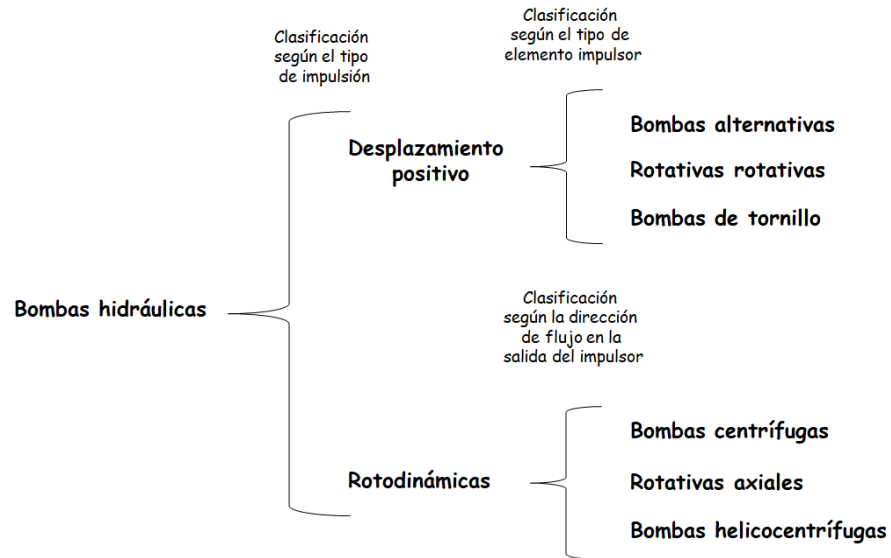 Clasificación
según el tipo
de impulsión
Clasificación
según el tipo de
elemento impulsor
Desplazamiento
positivo
Bombas alternativas
Rotativas rotativas
Bombas de tornillo
Bombas hidráulicas
Clasificación
según la dirección
de flujo en la
salida del impulsor
Rotodinámicas
Bombas centrífugas
Rotativas axiales
Bombas helicocentrífugas